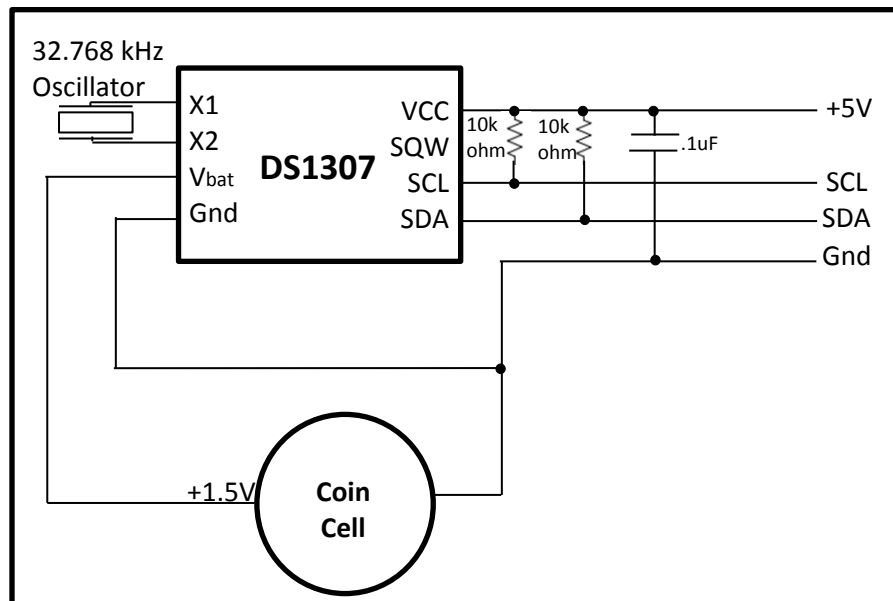 32.768 kHz
Oscillator
X1
X2
Vbat
Gnd
DS1307
VCC
SQW
SCL
SDA
10k
ohm
10k
ohm
.1uF
+5V
SCL
SDA
Gnd
+1.5V
Coin
Cell